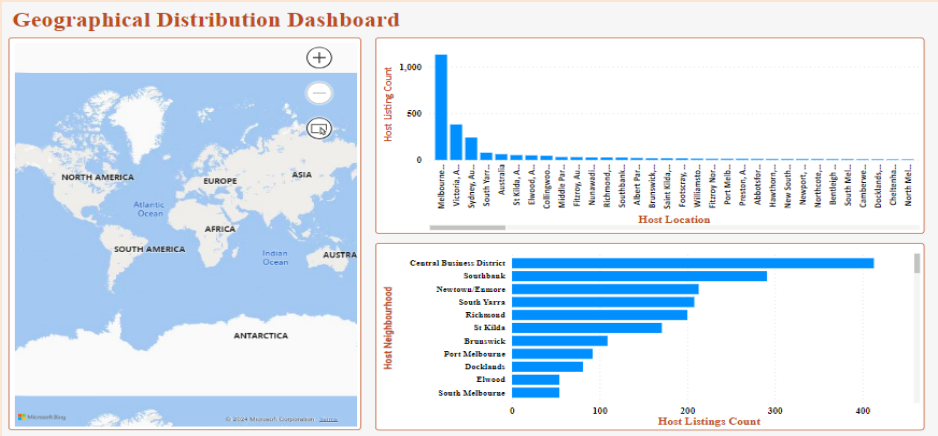 Geographical Distribution Dashboard
NORTH AMERICA
EUROPE
ASIA
Atlantic
Ocean
AFRICA
SOUTH AMERICA
Indian
Ocean
AUSTRA
ANTARCTICA
Microsoft Bing
© 2024 Microsoft Corporation Terms
Host Listing Count
1,000
500
0
Melbourne...
Victoria, A...
Sydney, Au...
South Yarr...
Australia
St Kilda, A...
Elwood, A...
Collingwoo...
Middle Par...
Fitzroy, Au...
Nunawadi...
Richmond,...
Southbank...
Albert Par...
Brunswick,...
Saint Kilda,...
Footscray, ...
Williamsto...
Fitzroy Nor...
Port Melb...
Preston, A...
Abbotsfor...
Hawthorn,...
New South...
Newport, ...
Northcote,...
Bentleigh ...
South Mel...
Camberwe...
Docklands,...
Cheltenha...
North Mel...
Host Location
Host Neighbourhood
Central Business District
Southbank
Newtown/Enmore
South Yarra
Richmond
St Kilda
Brunswick
Port Melbourne
Docklands
Elwood
South Melbourne
0 100 200 300 400
Host Listings Count